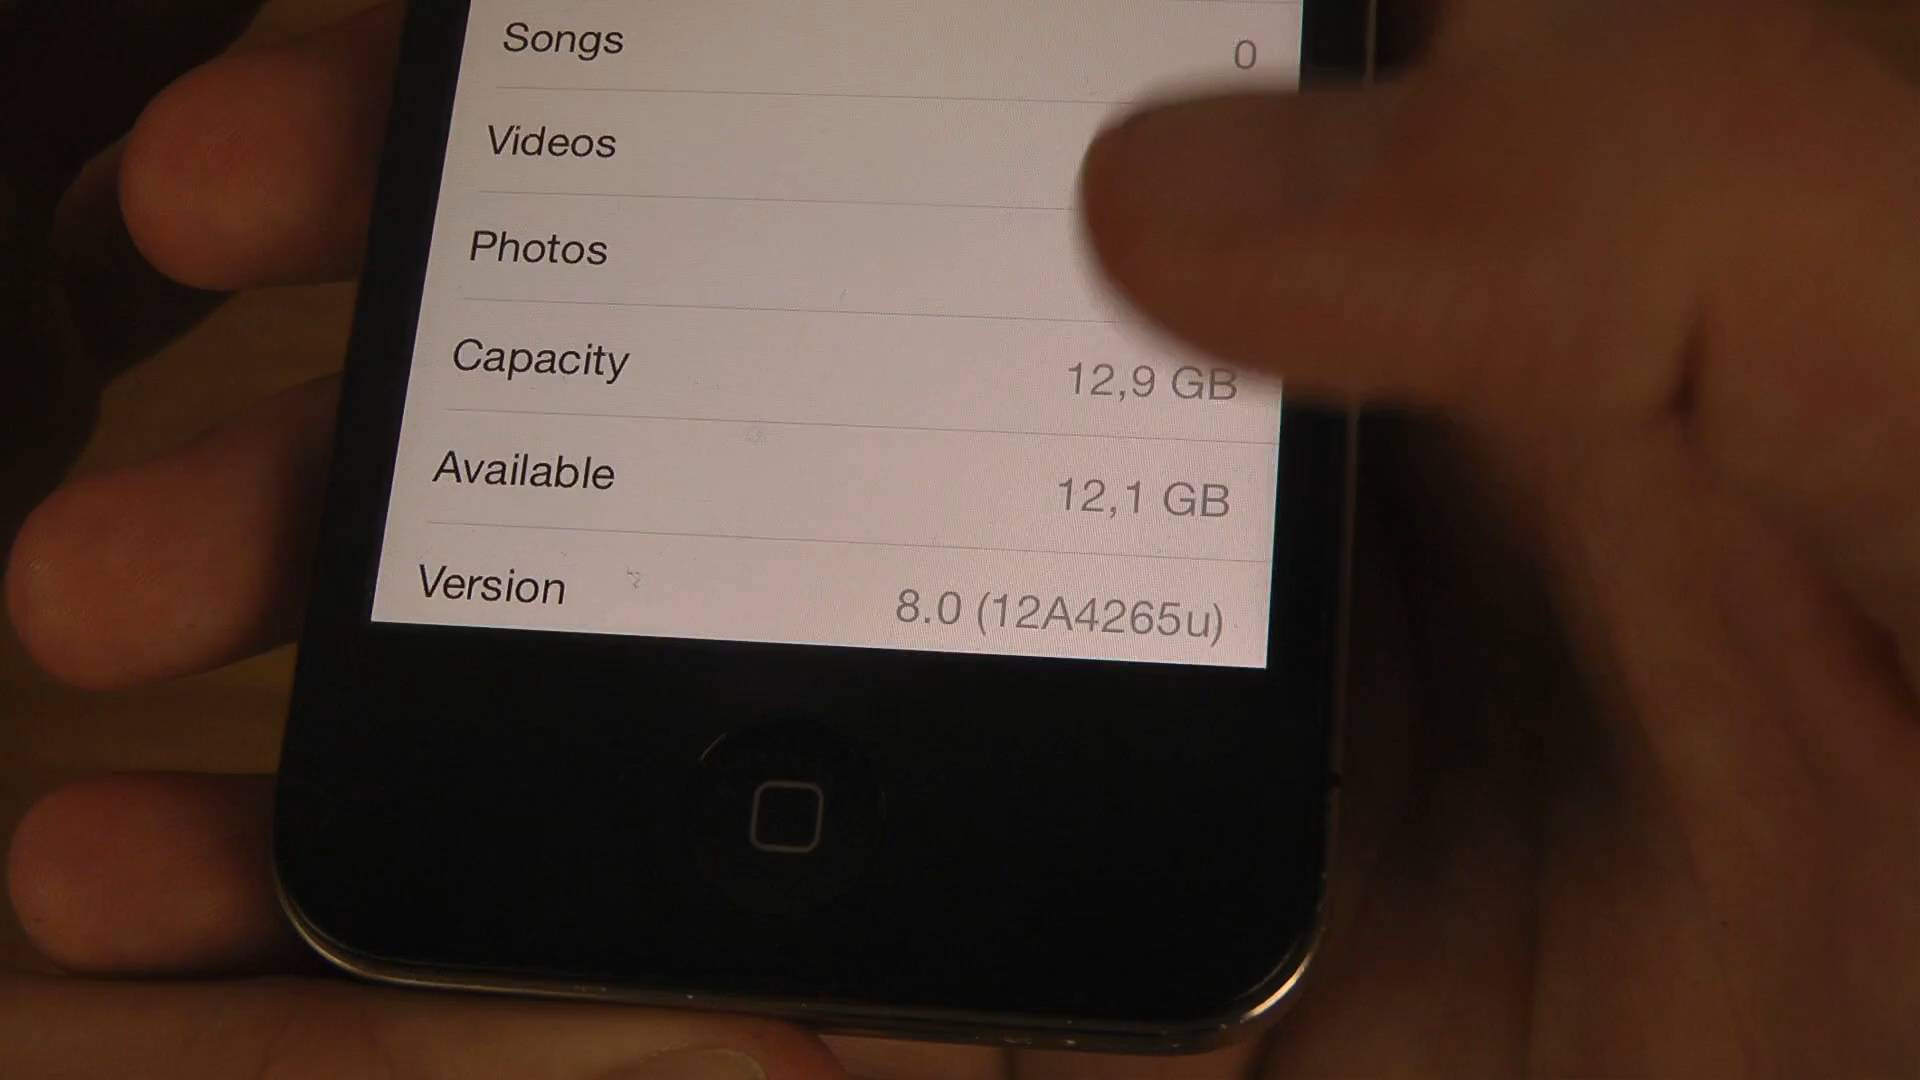 Songs 0
Videos
Photos
Capacity 12,9 GB
Available 12,1 GB
Version 8.0 (12A4265u)